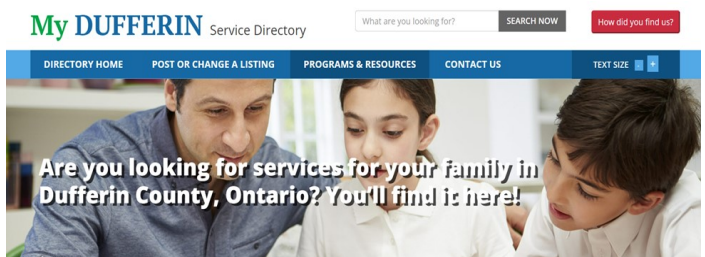 My DUFFERIN Service Directory
What are you looking for?
SEARCH NOW
How did you find us?
DIRECTORY HOME
POST OR CHANGE A LISTING
PROGRAMS & RESOURCES
CONTACT US
TEXT SIZE - +
Are you looking for services for your family in
Dufferin County, Ontario? You'll find it here!